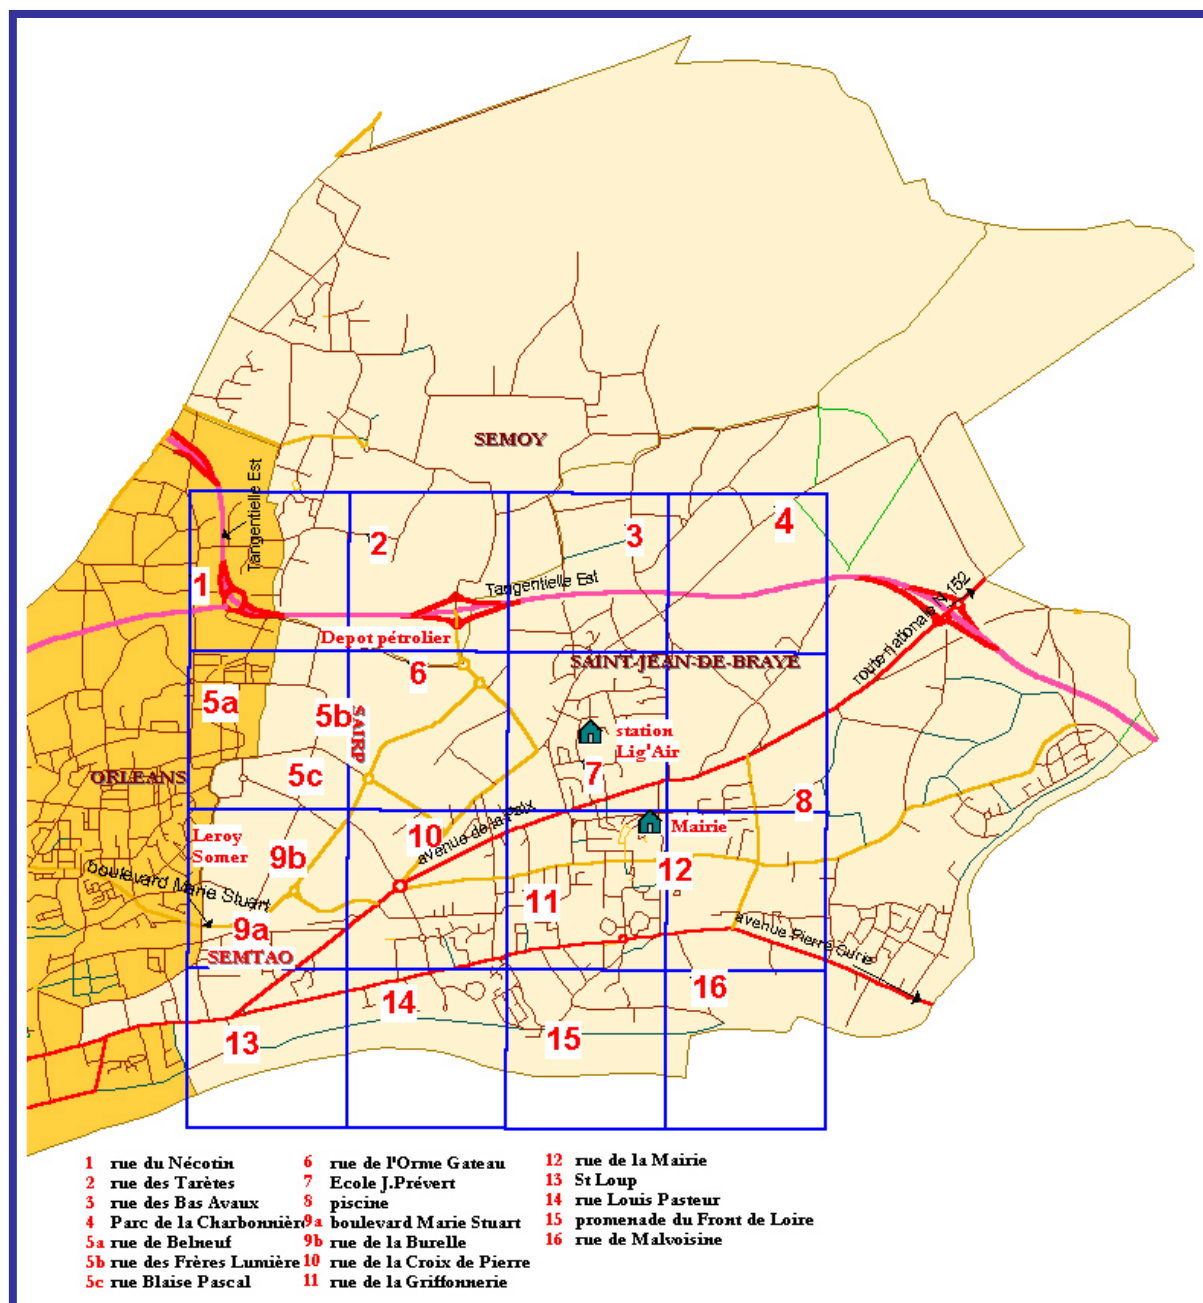 SEMOY
Tangentielle Est
1
2
3
4
Tangentielle Est
route nationale N 152
Depot pétrolier
SAINT-JEAN-DE-BRAYE
6
5a
5b
SAIRP
station
Lig'Air
ORLEANS
5c
7
8
Leroy
Somer
9b
10
avenue de la Paix
Mairie
12
boulevard Marie Stuart
11
9a
SEMTAO
avenue Pierre Curie
14
16
13
15
1 rue du Nécotin
2 rue des Tarètes
3 rue des Bas Avaux
4 Parc de la Charbonnièr
5a rue de Belneuf
5b rue des Frères Lumière
5c rue Blaise Pascal
6 rue de l'Orme Gateau
7 Ecole J.Prévert
8 piscine
9a boulevard Marie Stuart
9b rue de la Burelle
10 rue de la Croix de Pierre
11 rue de la Griffonnerie
12 rue de la Mairie
13 St Loup
14 rue Louis Pasteur
15 promenade du Front de Loire
16 rue de Malvoisine